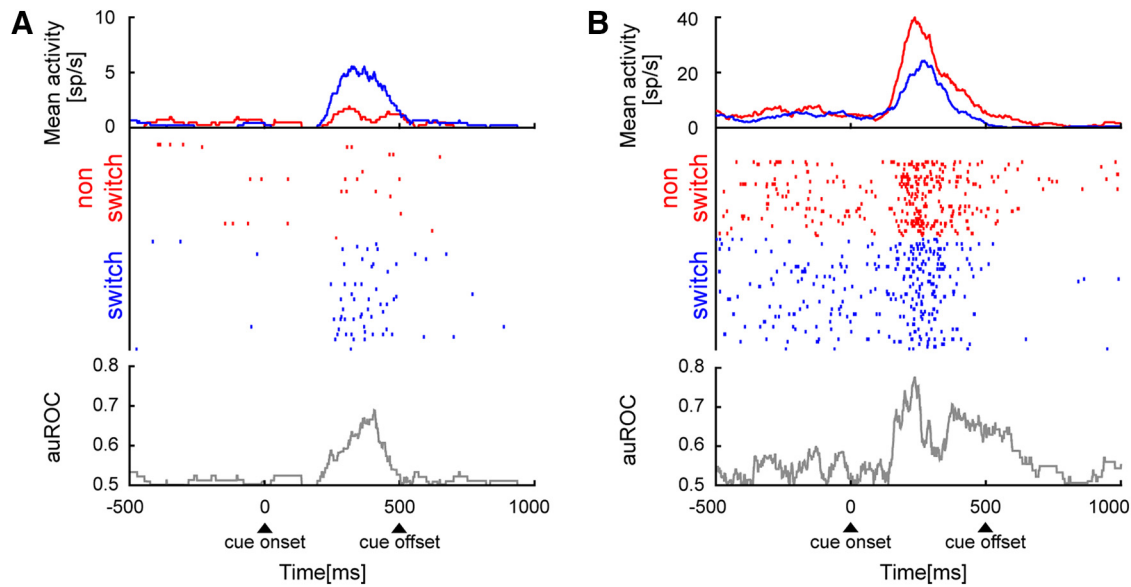 A
Mean activity
[sp/s]
10
5
0
non
switch
switch
auROC
0.8
0.7
0.6
0.5
-500
0
500
1000
cue onset
cue offset
Time[ms]
B
Mean activity
[sp/s]
40
20
0
non
switch
switch
auROC
0.8
0.7
0.6
0.5
-500
0
500
1000
cue onset
cue offset
Time[ms]